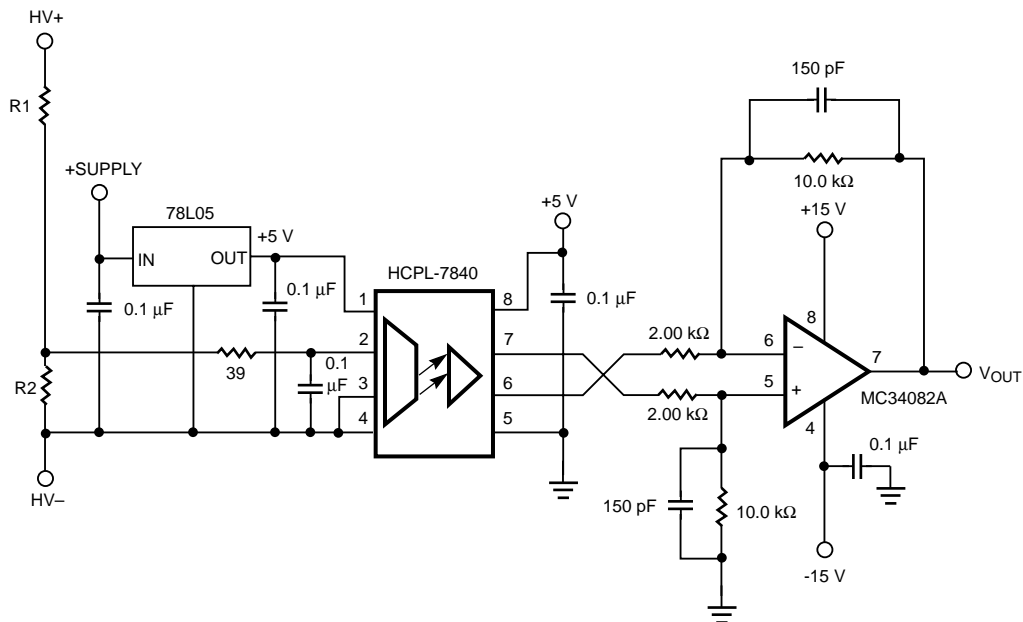 HV+
R1
+SUPPLY
78L05
IN
OUT
+5 V
0.1 μF
0.1 μF
39
0.1
μF
R2
HV–
HCPL-7840
1
2
3
4
8
7
6
5
+5 V
0.1 μF
2.00 kΩ
2.00 kΩ
150 pF
10.0 kΩ
150 pF
10.0 kΩ
+15 V
8
6
–
5
+
7
4
MC34082A
VOUT
0.1 μF
-15 V